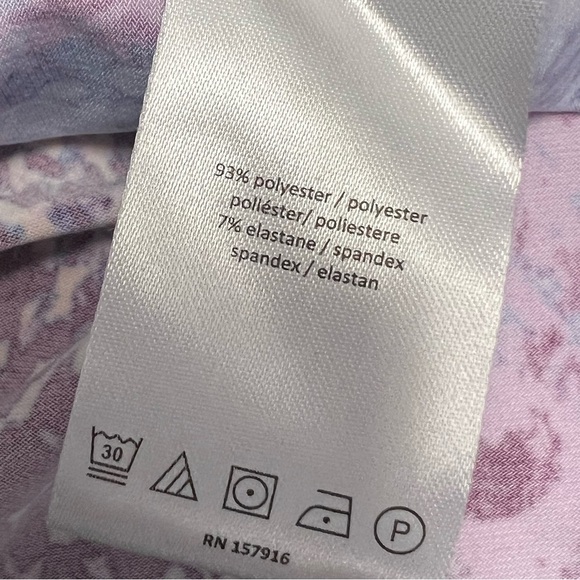 93% polyester / polyester
poliéster/ poliestere
7% elastane / spandex
spandex / elastan
30
P
RN 157916